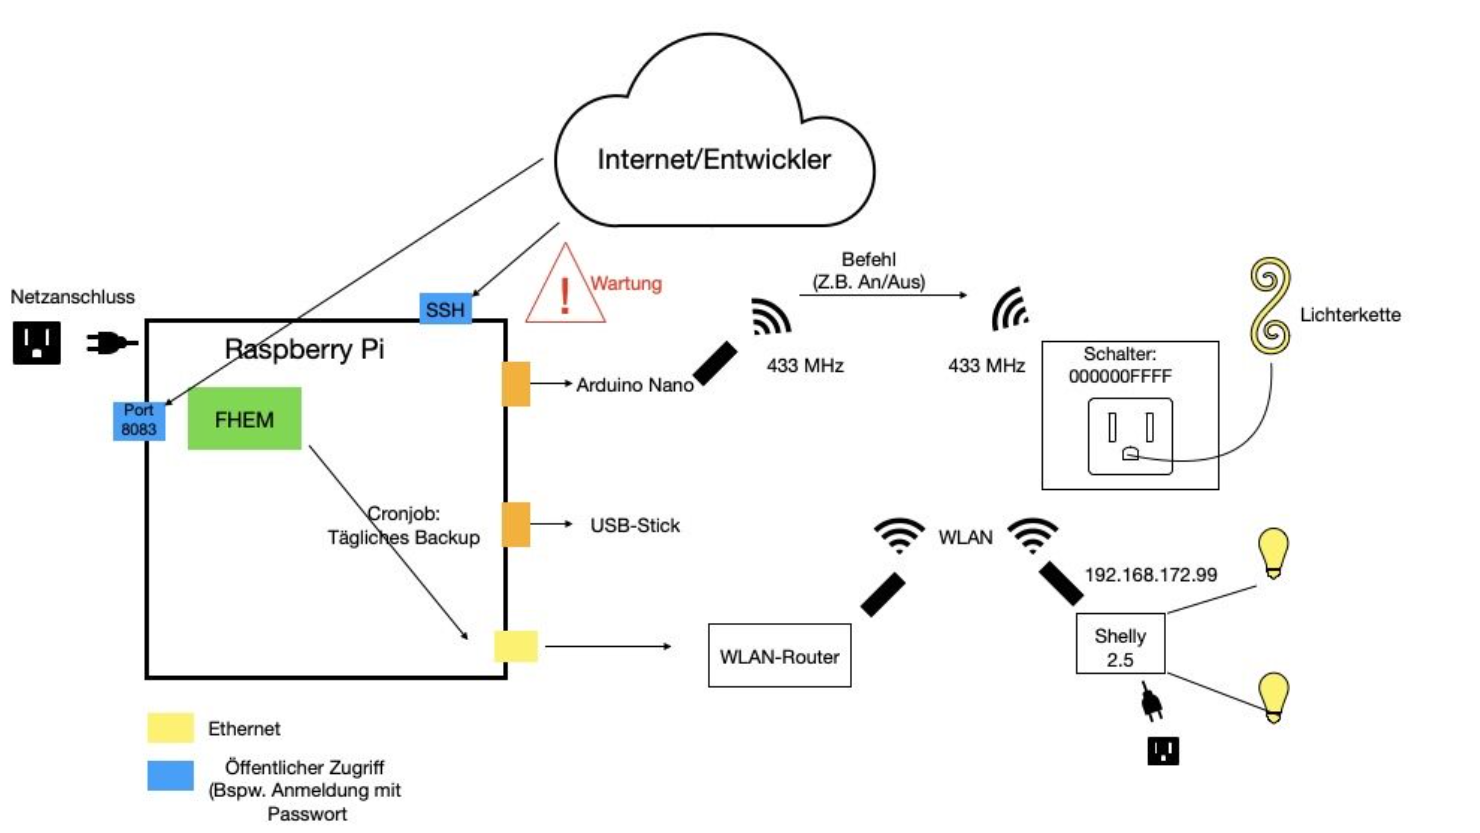 Internet/Entwickler
Befehl
(Z.B. An/Aus)
Wartung
Netzanschluss
SSH
Raspberry Pi
433 MHz
433 MHz
Lichterkette
Schalter:
000000FFFF
Arduino Nano
Port
8083
FHEM
Cronjob:
Tägliches Backup
USB-Stick
WLAN
192.168.172.99
Shelly
2.5
WLAN-Router
Ethernet
Öffentlicher Zugriff
(Bspw. Anmeldung mit
Passwort